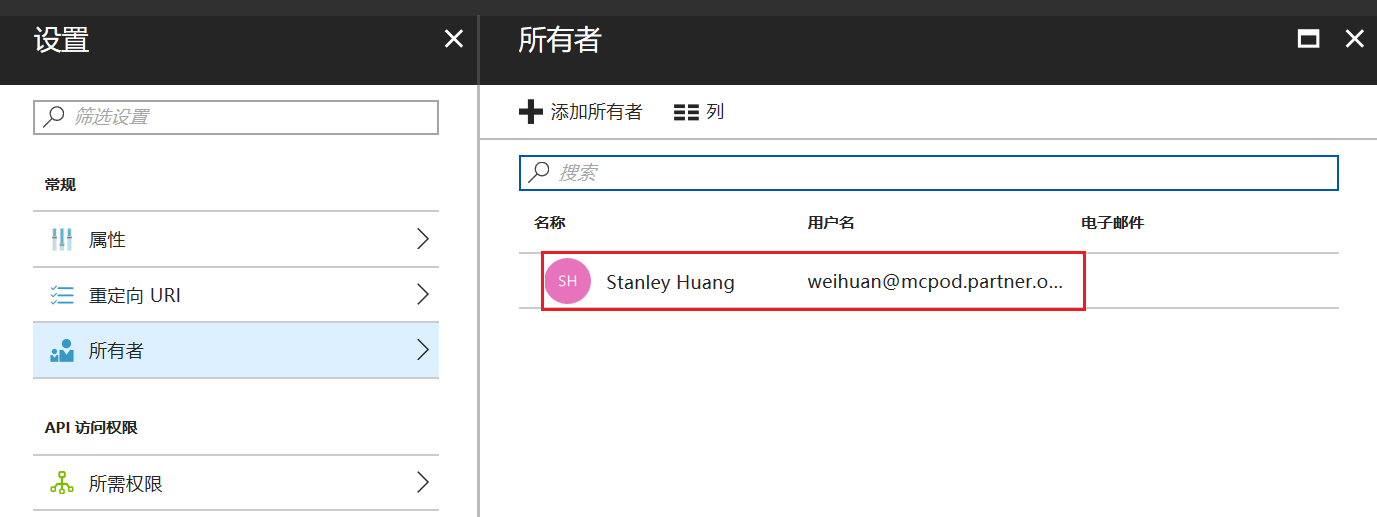 设置
筛选设置
常规
属性
重定向 URI
所有者
API 访问权限
所需权限
所有者
添加所有者
列
搜索
名称 用户名 电子邮件
SH Stanley Huang weihuan@mcpod.partner.o...